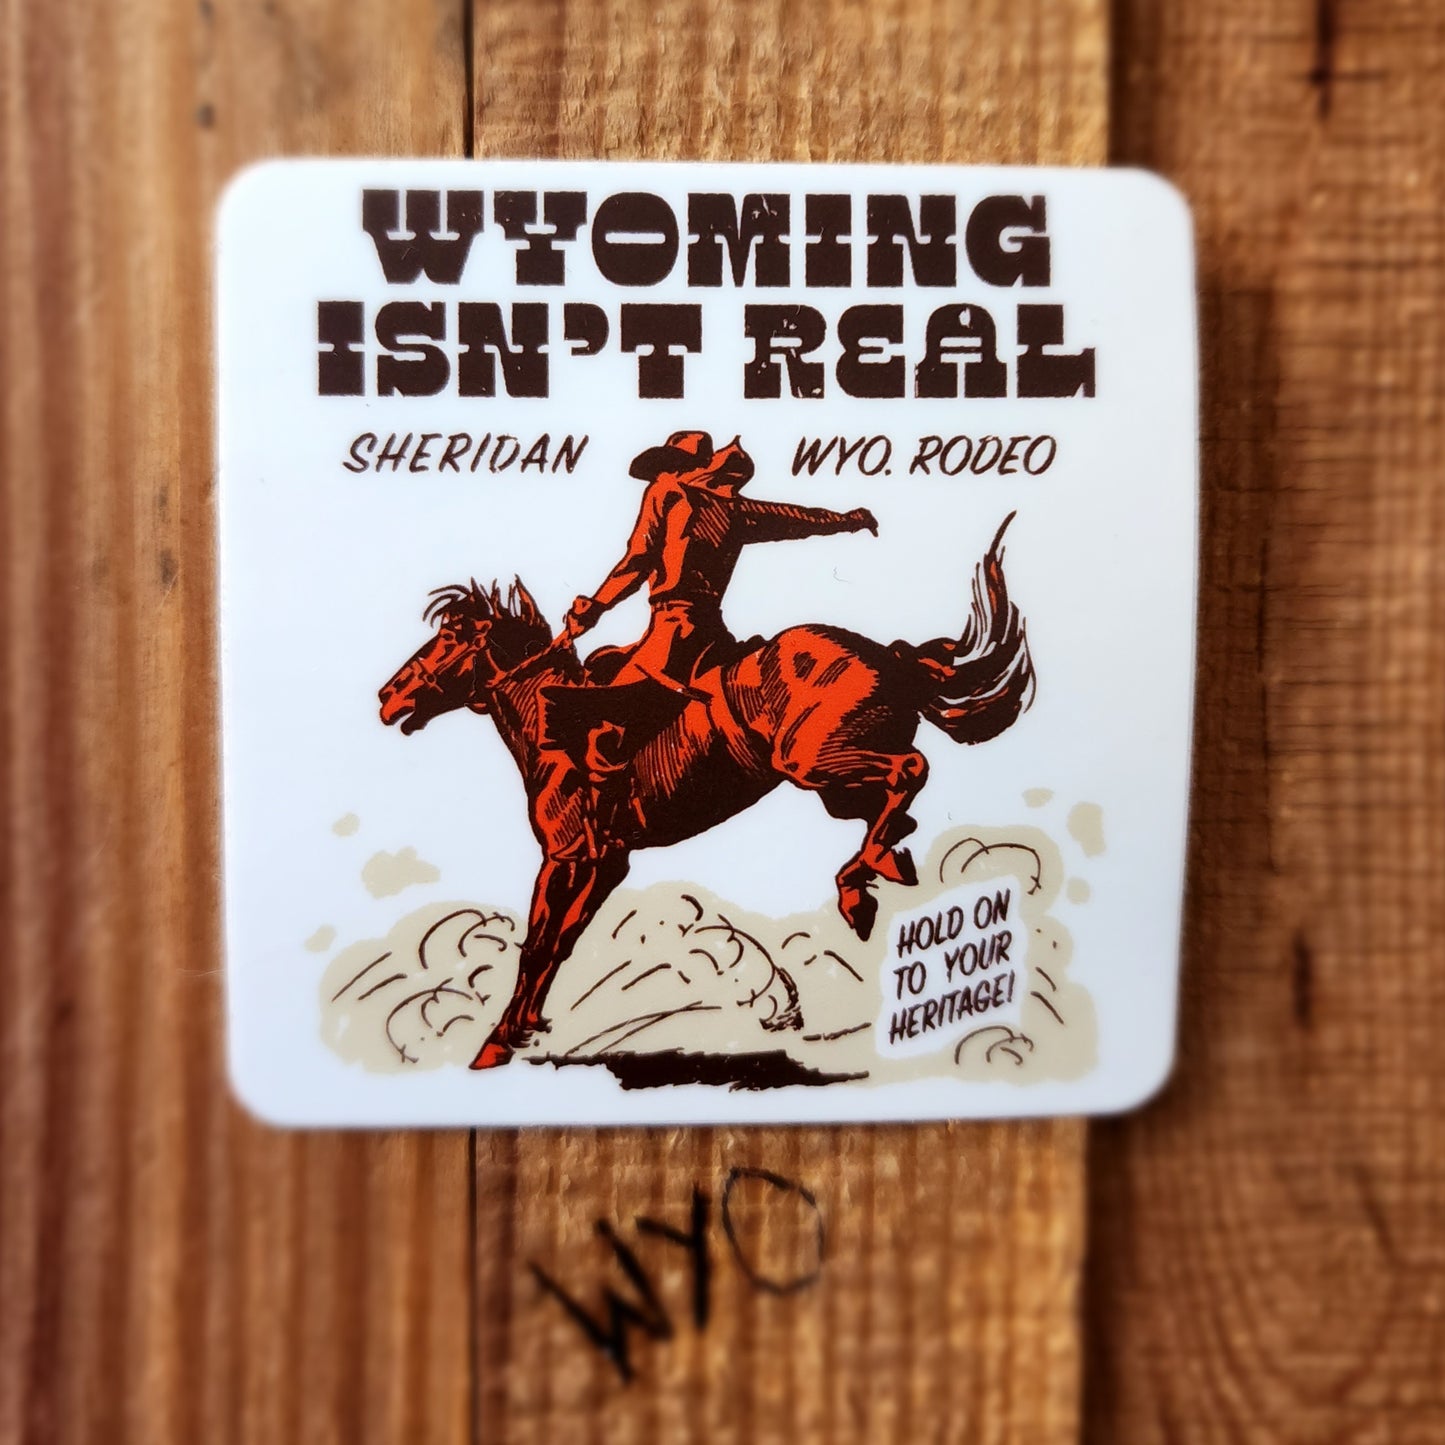 WYOMING
ISN'T REAL
SHERIDAN WYO. RODEO
HOLD ON
TO YOUR
HERITAGE!
WYO